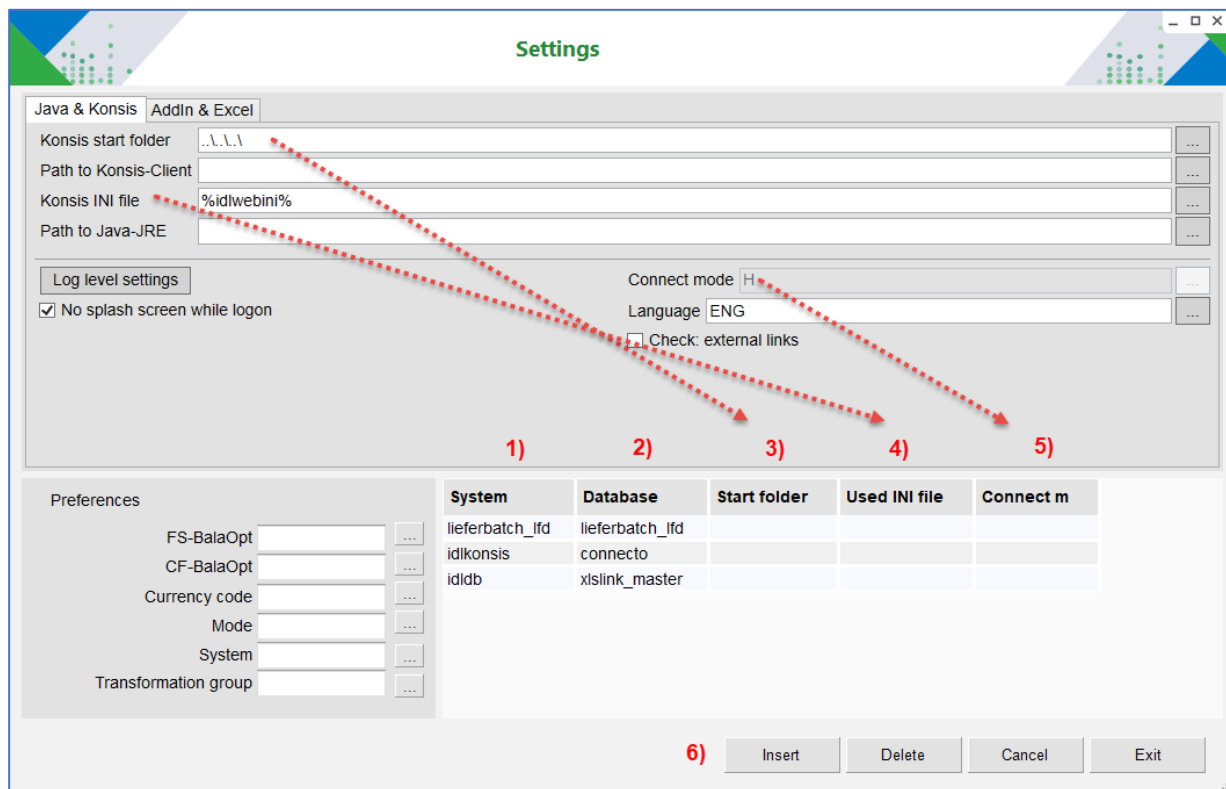 Settings
Java & Konsis AddIn & Excel
Konsis start folder ..\..\..\ ...
Path to Konsis-Client ...
Konsis INI file %idlwebini% ...
Path to Java-JRE ...
Log level settings Connect mode H ...
No splash screen while logon Language ENG ...
Check: external links
1) 2) 3) 4) 5)
Preferences System Database Start folder Used INI file Connect m
FS-BalaOpt ... lieferbatch_lfd lieferbatch_lfd
CF-BalaOpt ... idlkonsis connecto
Currency code ... idldb xlslink_master
Mode ...
System ...
Transformation group ...
6) Insert Delete Cancel Exit